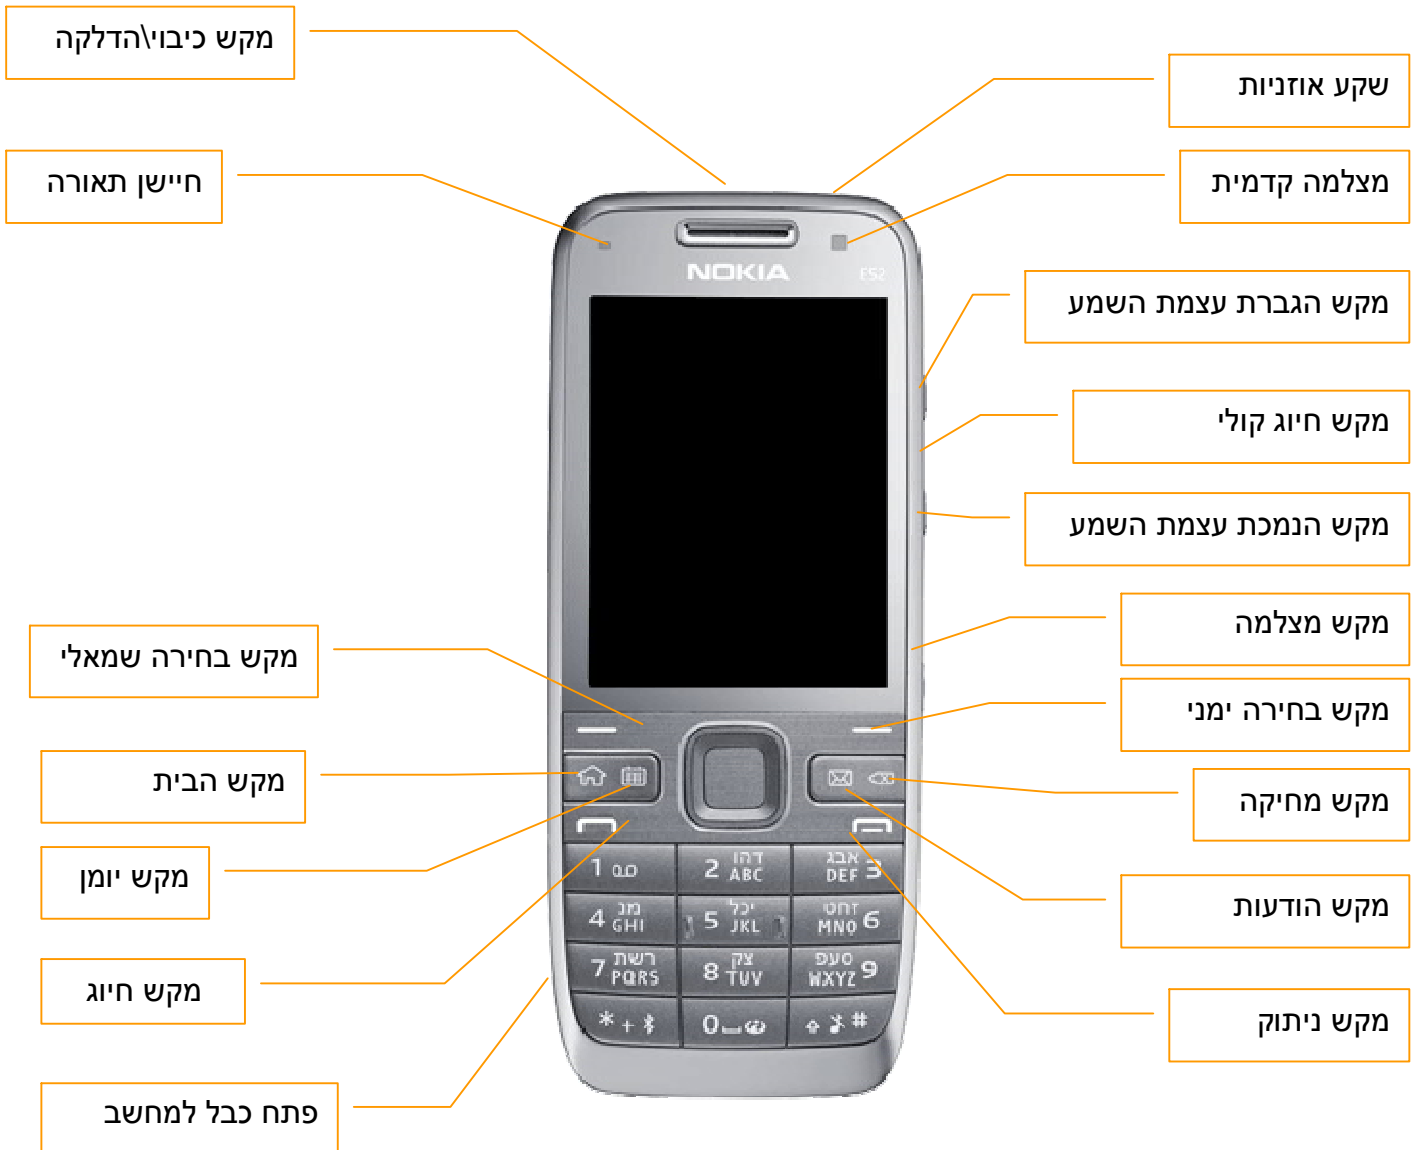 מקש כיבוי\הדלקה
שקע אוזניות
חיישן תאורה
מצלמה קדמית
NOKIA
E52
מקש הגברת עצמת השמע
מקש חיוג קולי
מקש הנמכת עצמת השמע
מקש מצלמה
מקש בחירה שמאלי
מקש בחירה ימני
מקש הבית
מקש מחיקה
מקש יומן
מקש הודעות
מקש חיוג
מקש ניתוק
פתח כבל למחשב
1
2 דהו ABC
אבג DEF 3
4 מנ GHI
5 יכל JKL
זחטי MNO 6
7 רשת PQRS
8 צק TUV
סעפ WXYZ 9
* +
0
#